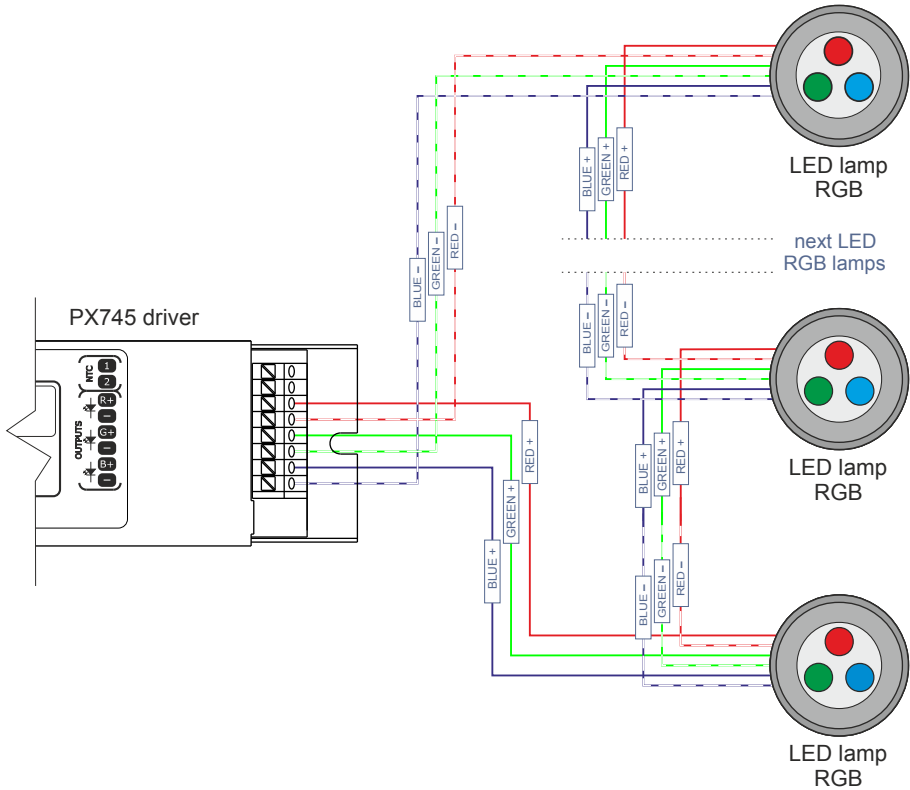 LED lamp
RGB
BLUE +
GREEN +
RED +
next LED
RGB lamps
BLUE −
GREEN −
RED −
BLUE −
GREEN −
RED −
PX745 driver
NTC
1
2
OUTPUTS
R+
−
G+
−
B+
−
LED lamp
RGB
RED +
GREEN +
BLUE +
BLUE +
GREEN +
RED +
BLUE −
GREEN −
RED −
LED lamp
RGB